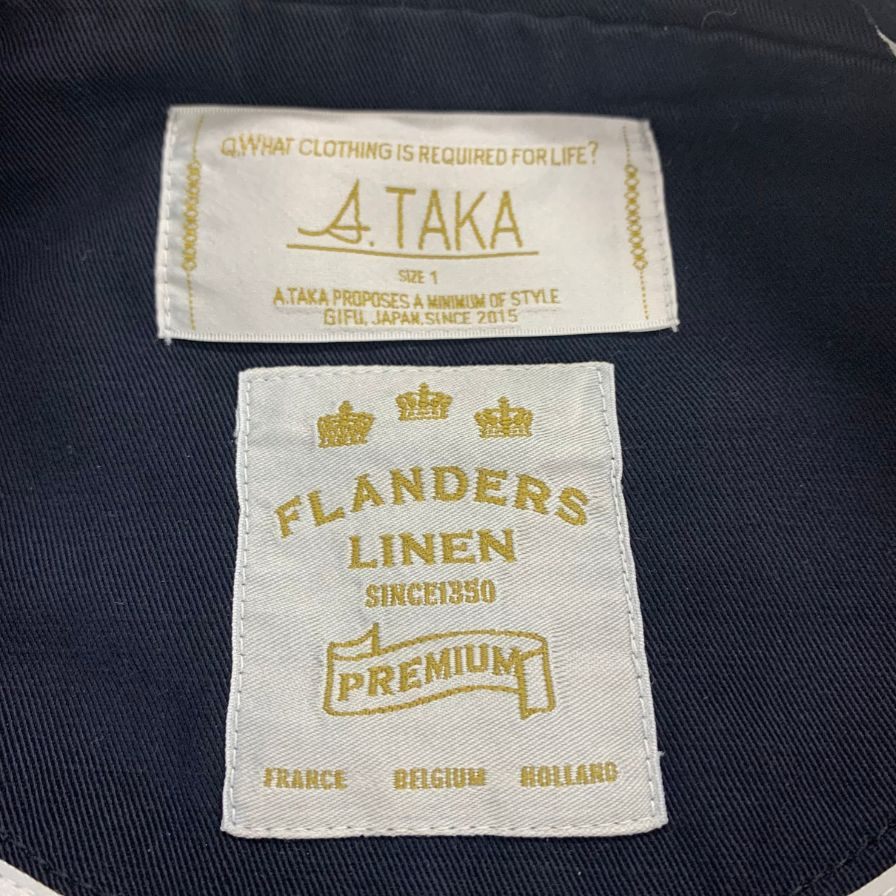 Q.WHAT CLOTHING IS REQUIRED FOR LIFE?
A.TAKA
SIZE 1
A.TAKA PROPOSES A MINIMUM OF STYLE
GIFU, JAPAN, SINCE 2015
FLANDERS
LINEN
SINCE1350
PREMIUM
FRANCE BELGIUM HOLLAND